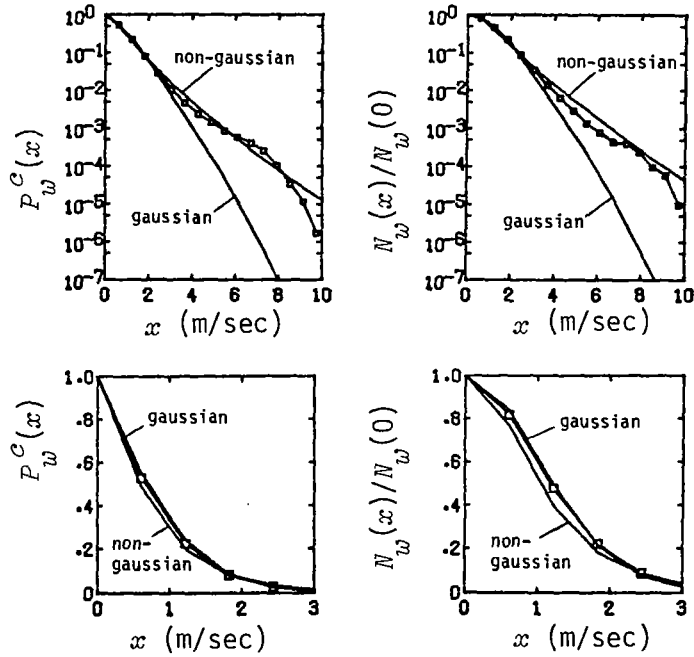 10^0
10^-1
10^-2
10^-3
10^-4
10^-5
10^-6
10^-7
P_w^c(x)
non-gaussian
gaussian
0 2 4 6 8 10
x (m/sec)
10^0
10^-1
10^-2
10^-3
10^-4
10^-5
10^-6
10^-7
N_w(x)/N_w(0)
non-gaussian
gaussian
0 2 4 6 8 10
x (m/sec)
1.0
.8
.6
.4
.2
0
P_w^c(x)
gaussian
non-
gaussian
0 1 2 3
x (m/sec)
1.0
.8
.6
.4
.2
0
N_w(x)/N_w(0)
gaussian
non-
gaussian
0 1 2 3
x (m/sec)